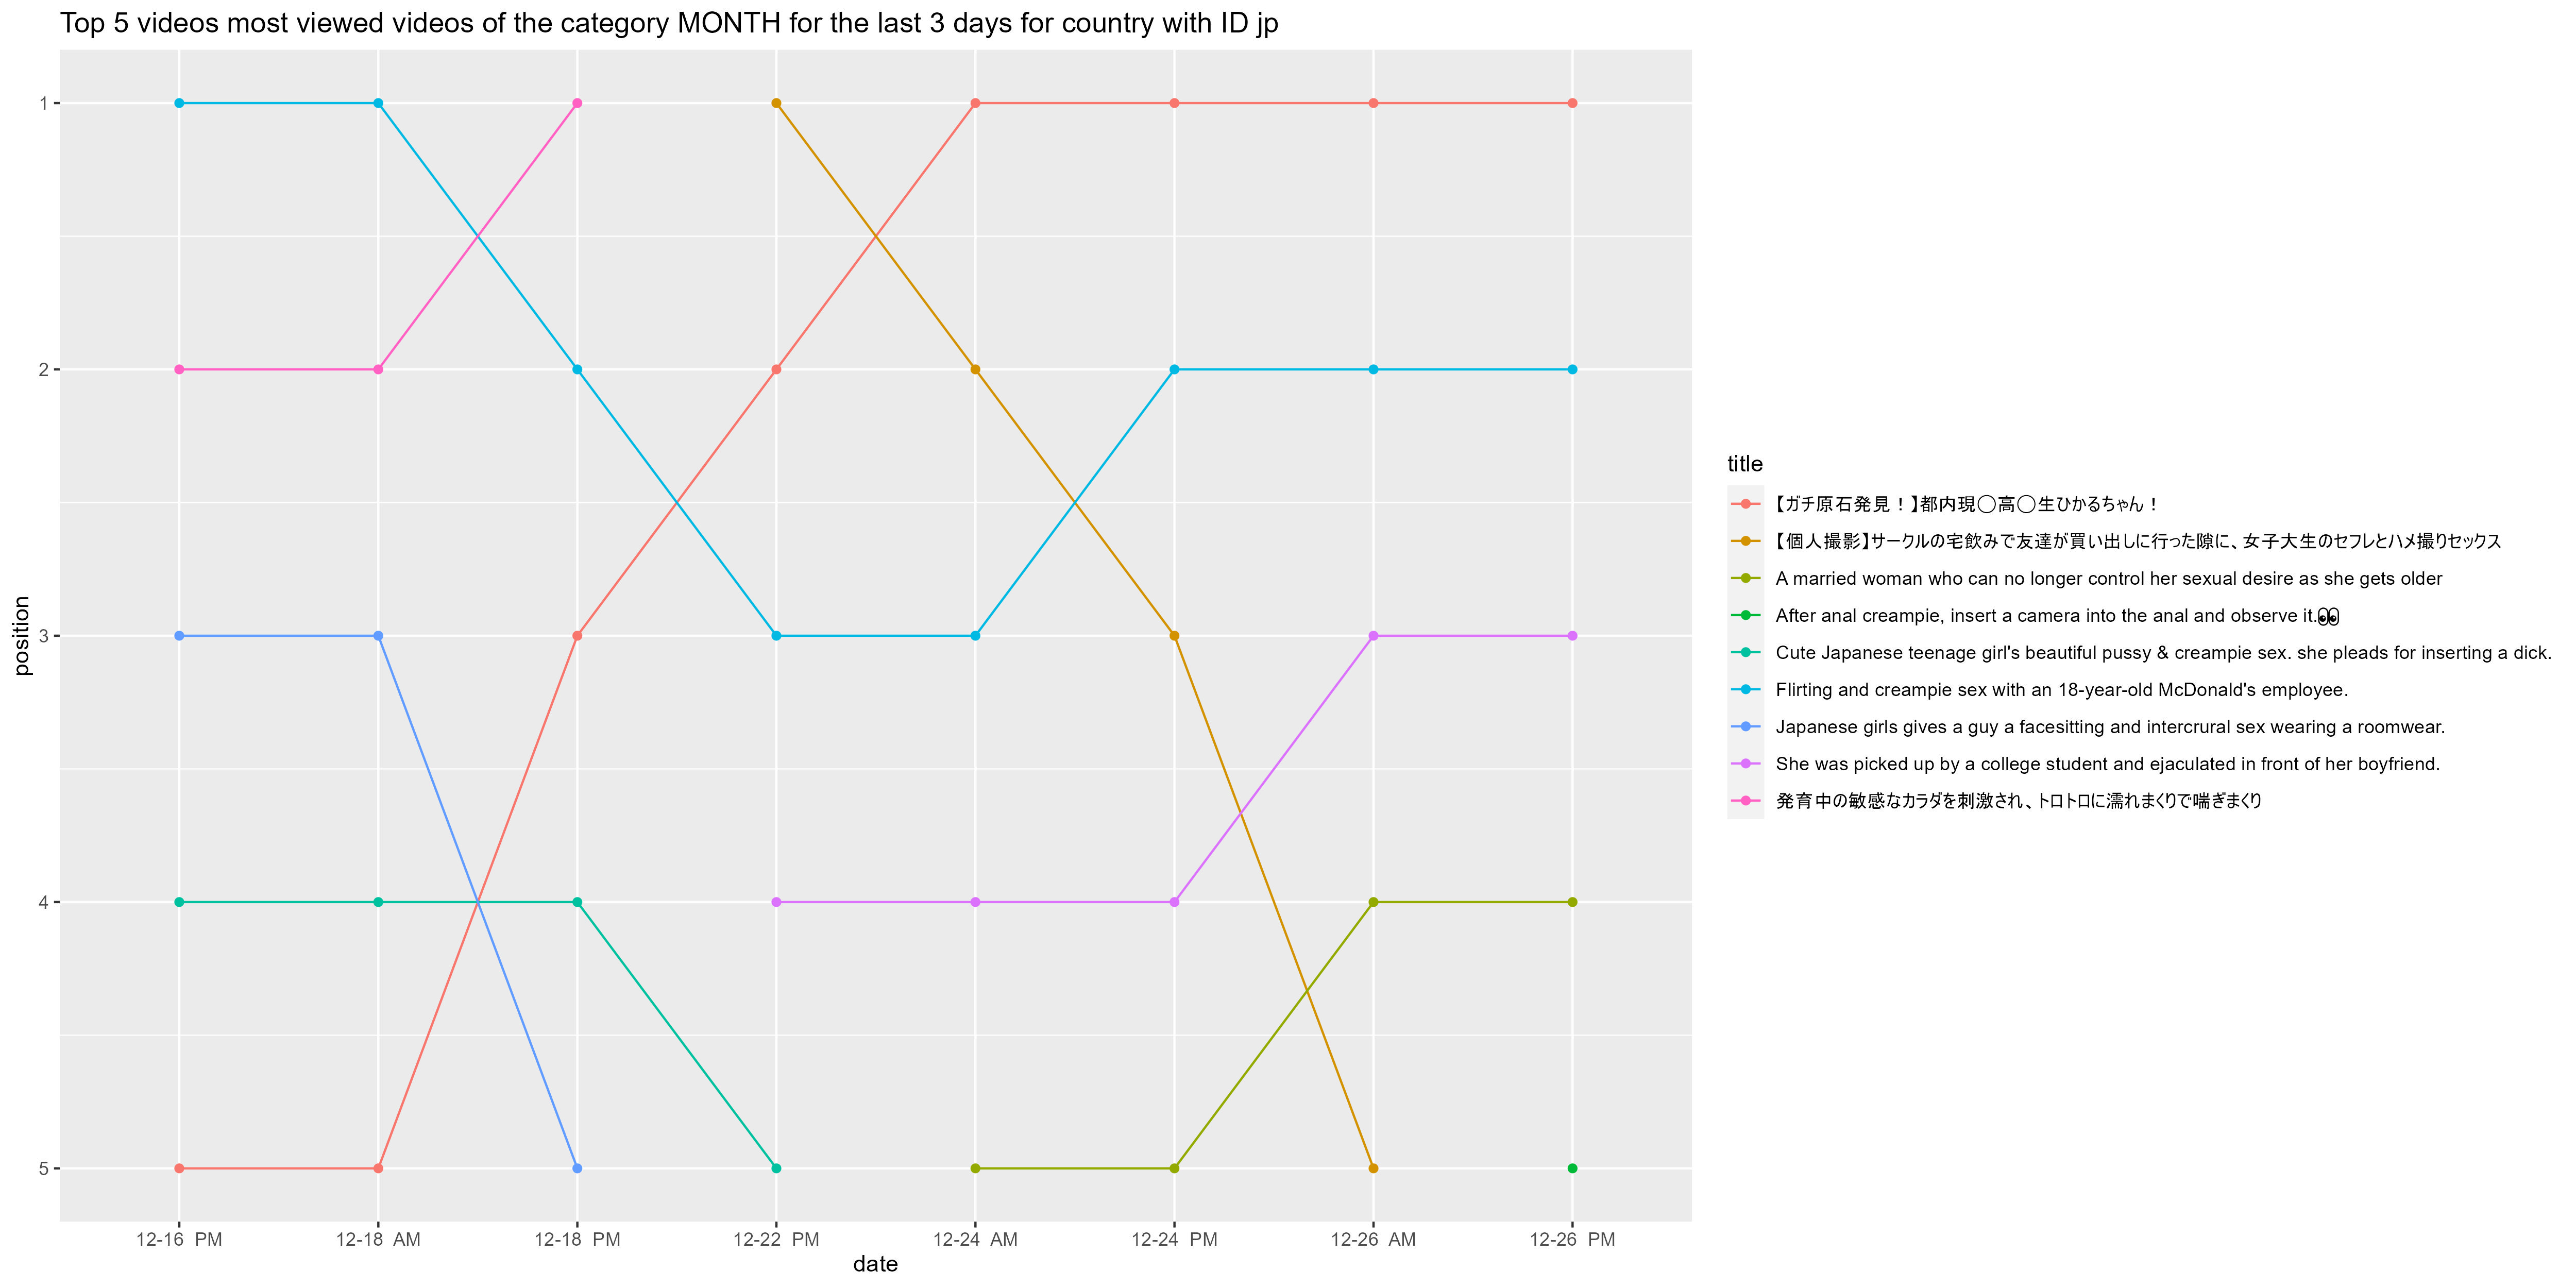 Top 5 videos most viewed videos of the category MONTH for the last 3 days for country with ID jp
position
1
2
3
4
5
12-16 PM
12-18 AM
12-18 PM
12-22 PM
12-24 AM
12-24 PM
12-26 AM
12-26 PM
date
title
【ガチ原石発見！】都内現◯高◯生ひかるちゃん！
【個人撮影】サークルの宅飲みで友達が買い出しに行った隙に、女子大生のセフレとハメ撮りセックス
A married woman who can no longer control her sexual desire as she gets older
After anal creampie, insert a camera into the anal and observe it.👀
Cute Japanese teenage girl's beautiful pussy & creampie sex. she pleads for inserting a dick.
Flirting and creampie sex with an 18-year-old McDonald's employee.
Japanese girls gives a guy a facesitting and intercrural sex wearing a roomwear.
She was picked up by a college student and ejaculated in front of her boyfriend.
発育中の敏感なカラダを刺激され、トロトロに濡れまくりで喘ぎまくり